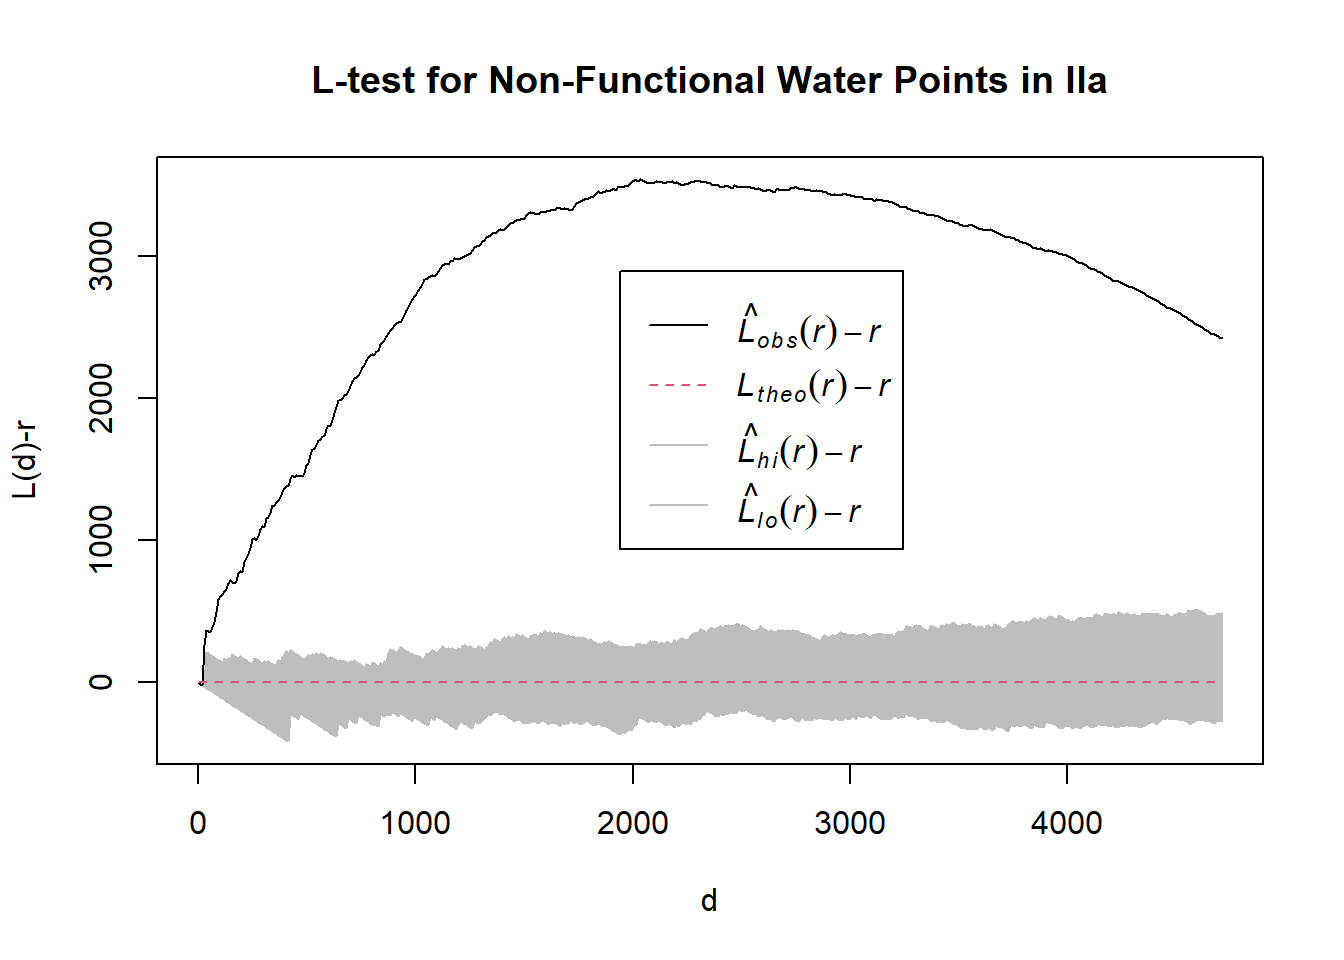 L-test for Non-Functional Water Points in Ila
L(d)-r
3000
2000
1000
0
L̂obs(r) − r
Ltheo(r) − r
L̂hi(r) − r
L̂lo(r) − r
0 1000 2000 3000 4000
d